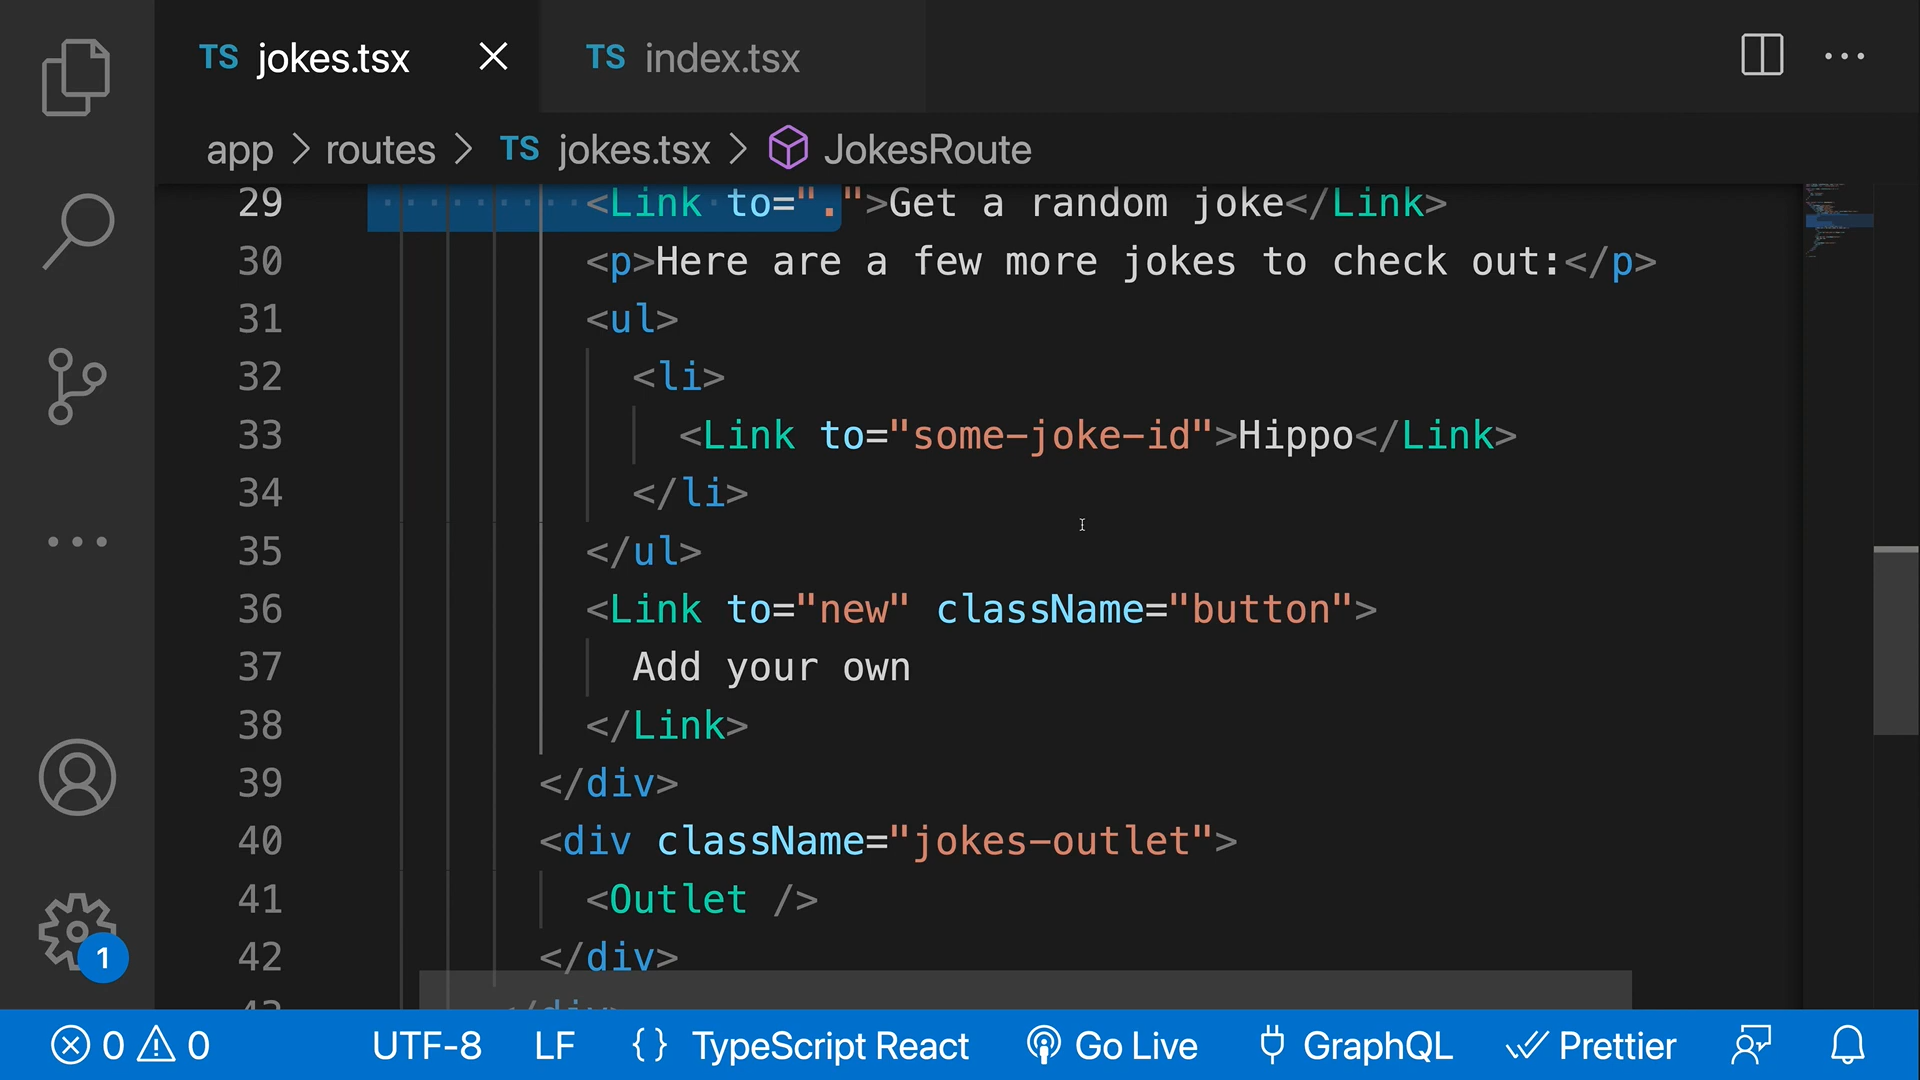 TS jokes.tsx TS index.tsx
app > routes > TS jokes.tsx > JokesRoute
29 <Link to=".">Get a random joke</Link>
30 <p>Here are a few more jokes to check out:</p>
31 <ul>
32 <li>
33 <Link to="some-joke-id">Hippo</Link>
34 </li>
35 </ul>
36 <Link to="new" className="button">
37 Add your own
38 </Link>
39 </div>
40 <div className="jokes-outlet">
41 <Outlet />
42 </div>
43 </div>
1
0 0 UTF-8 LF {} TypeScript React Go Live GraphQL Prettier